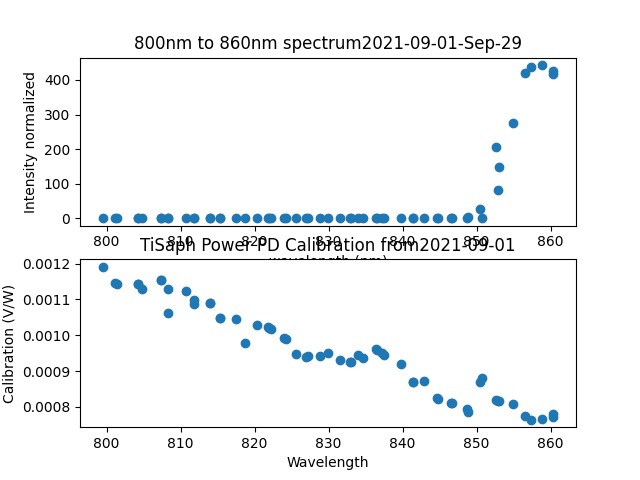 800nm to 860nm spectrum2021-09-01-Sep-29
Intensity normalized
400
300
200
100
0
800 810 820 830 840 850 860
wavelength (nm)
TiSaph Power PD Calibration from2021-09-01
Calibration (V/W)
0.0012
0.0011
0.0010
0.0009
0.0008
800 810 820 830 840 850 860
Wavelength